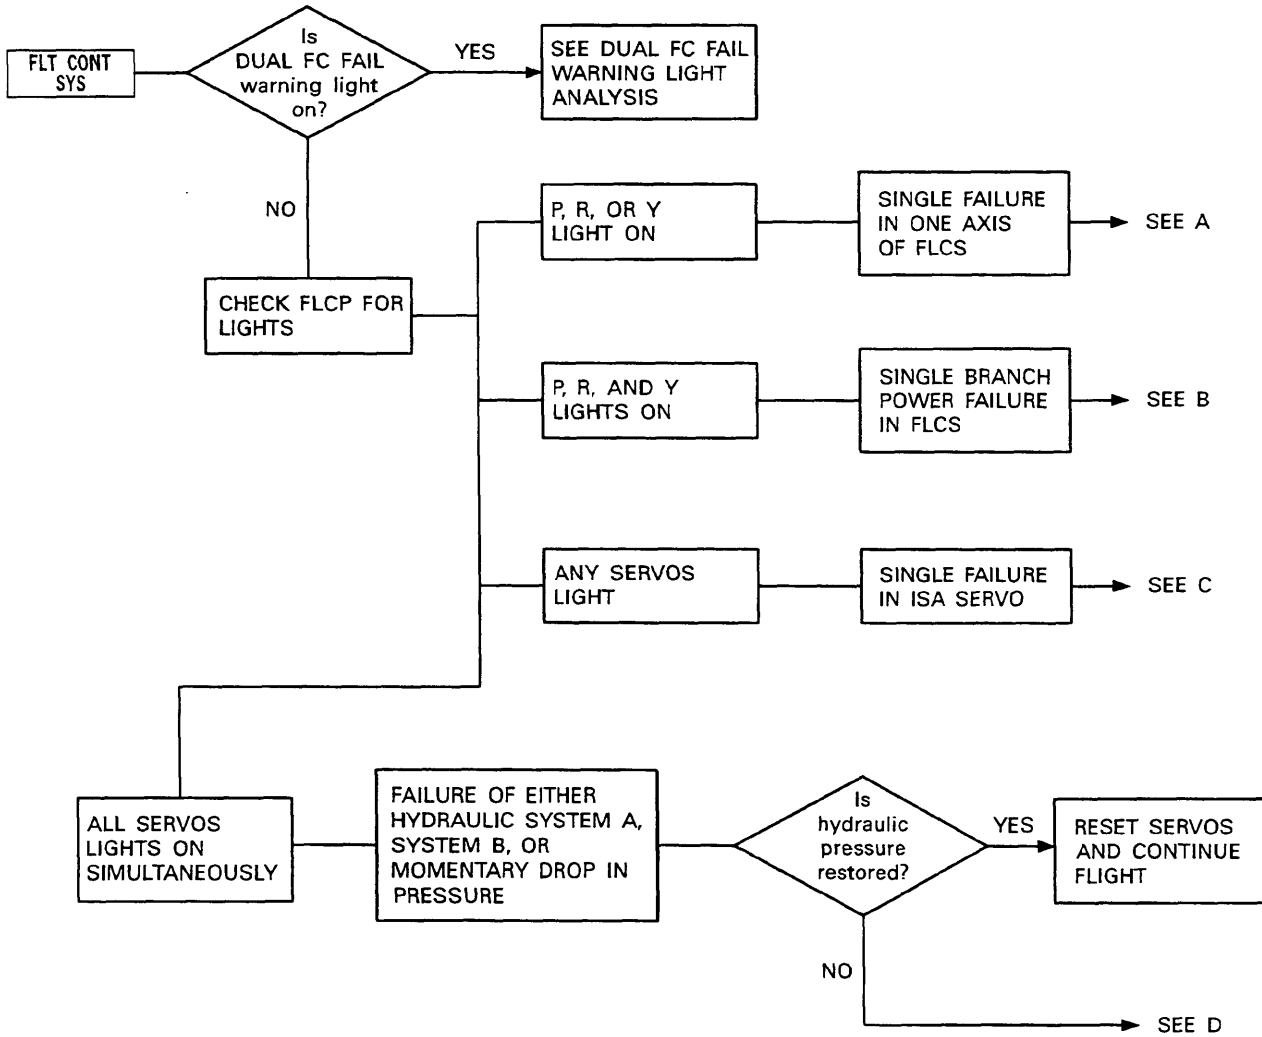 FLT CONT
SYS
Is
DUAL FC FAIL
warning light
on?
YES
SEE DUAL FC FAIL
WARNING LIGHT
ANALYSIS
NO
CHECK FLCP FOR
LIGHTS
P, R, OR Y
LIGHT ON
SINGLE FAILURE
IN ONE AXIS
OF FLCS
SEE A
P, R, AND Y
LIGHTS ON
SINGLE BRANCH
POWER FAILURE
IN FLCS
SEE B
ANY SERVOS
LIGHT
SINGLE FAILURE
IN ISA SERVO
SEE C
ALL SERVOS
LIGHTS ON
SIMULTANEOUSLY
FAILURE OF EITHER
HYDRAULIC SYSTEM A,
SYSTEM B, OR
MOMENTARY DROP IN
PRESSURE
Is
hydraulic
pressure
restored?
YES
RESET SERVOS
AND CONTINUE
FLIGHT
NO
SEE D